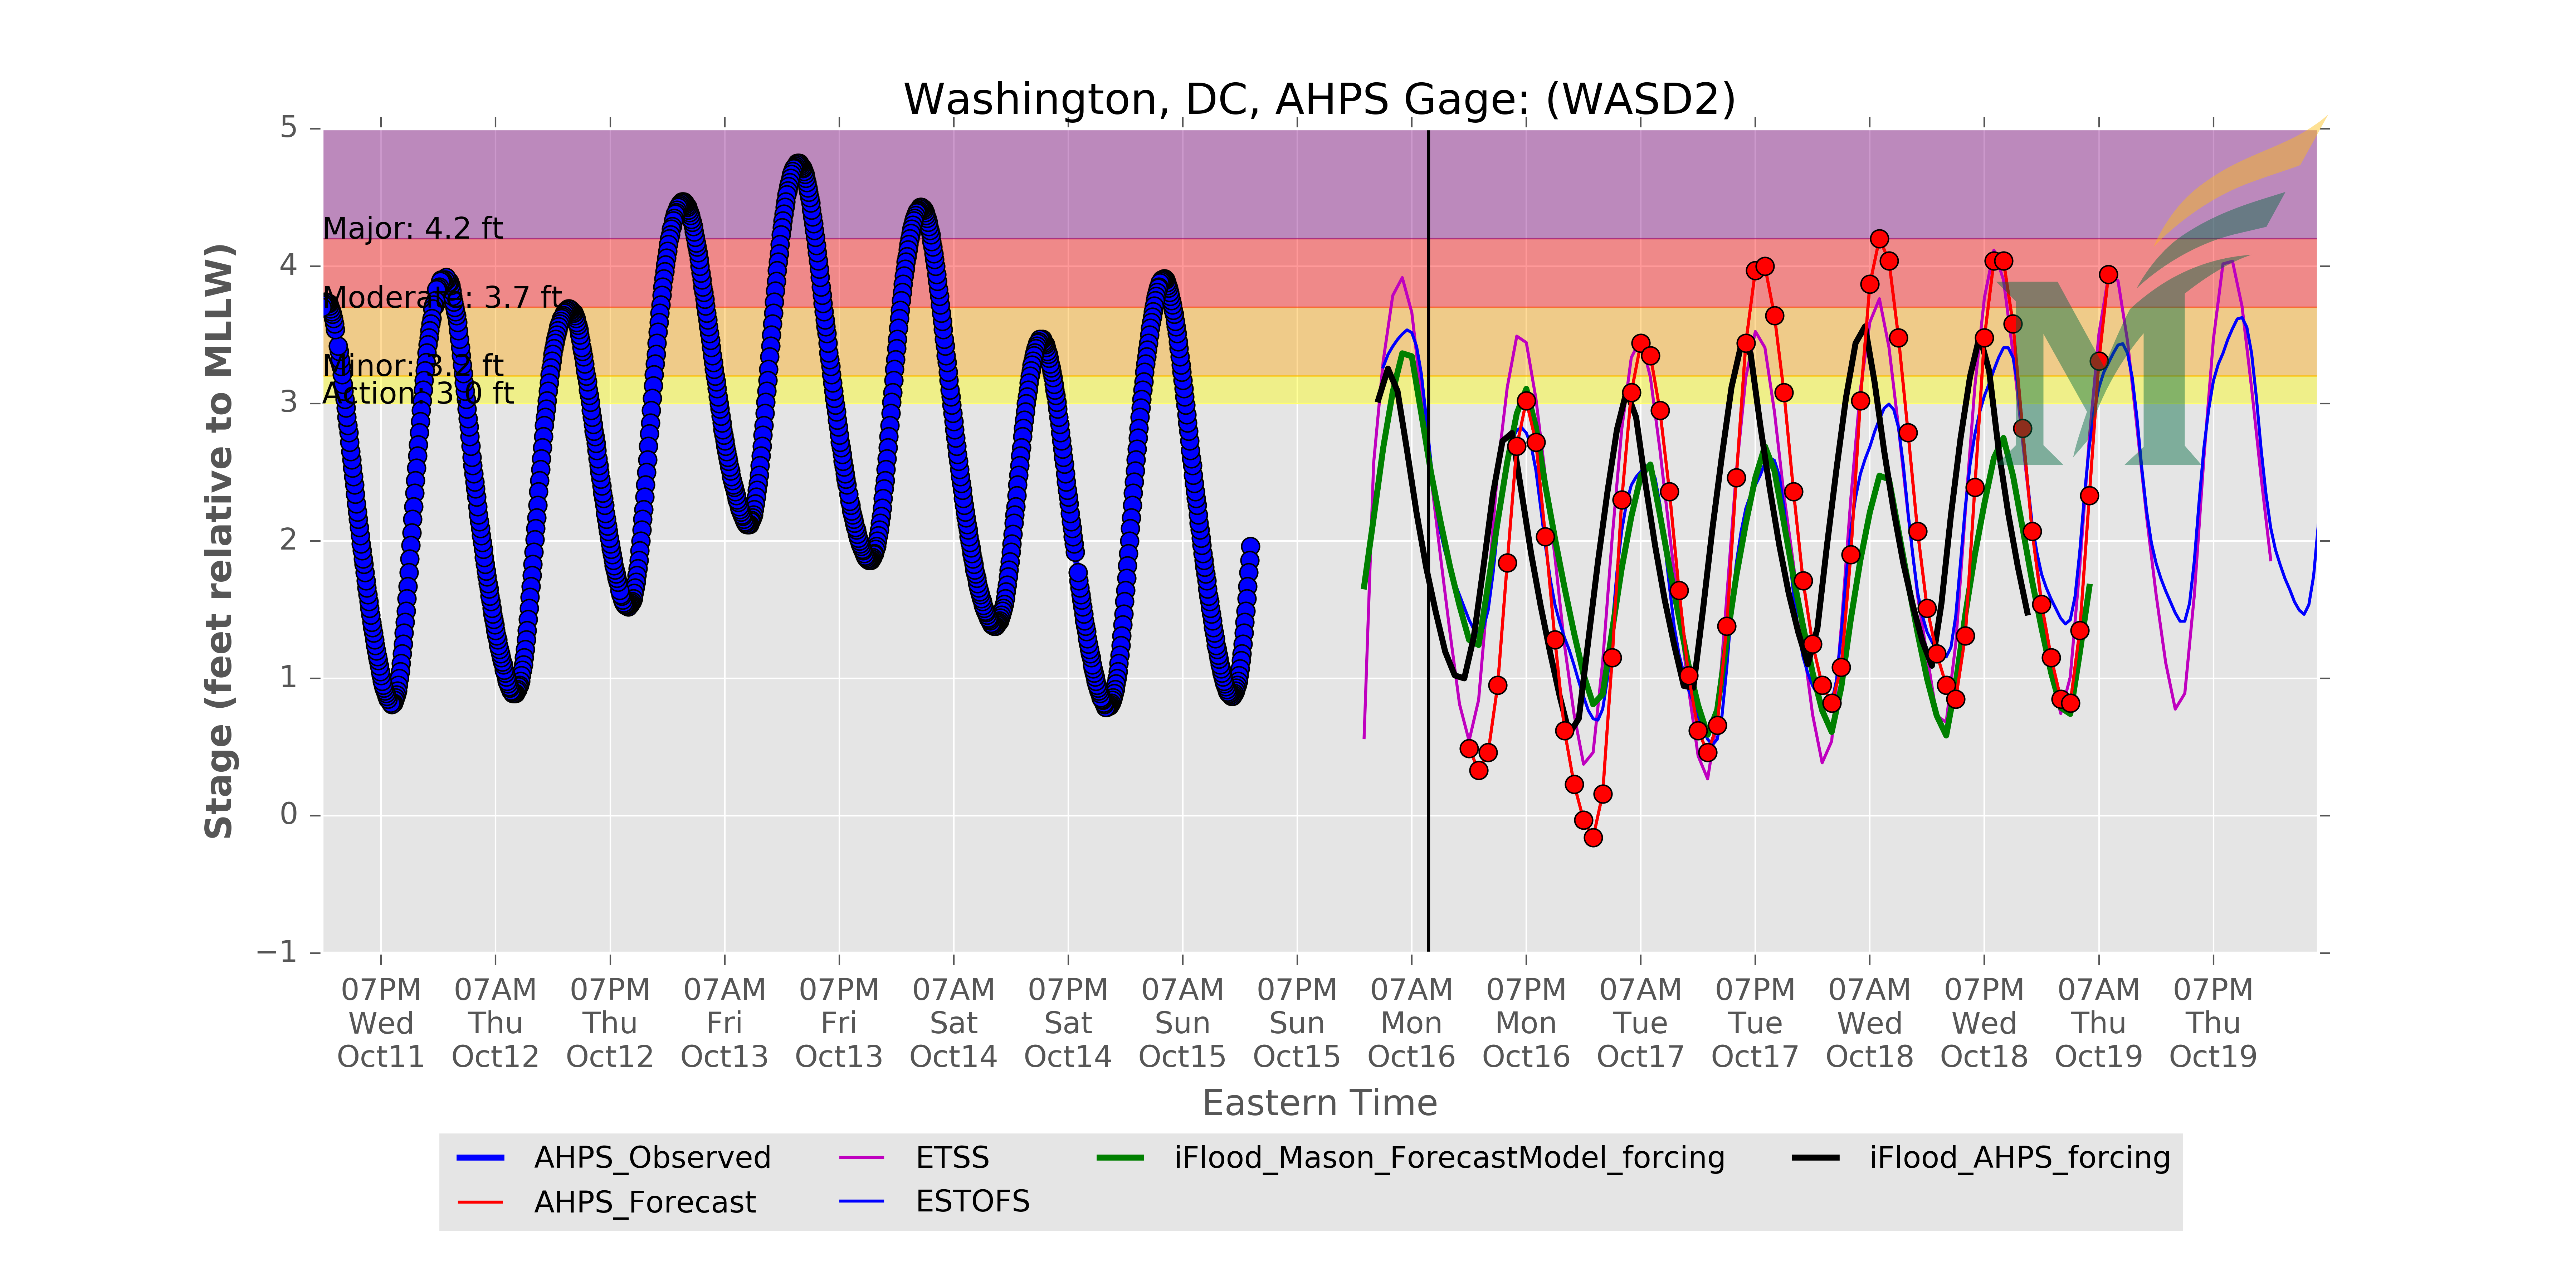 Washington, DC, AHPS Gage: (WASD2)
5
4
3
2
1
0
−1
Stage (feet relative to MLLW)
Major: 4.2 ft
Moderate: 3.7 ft
Minor: 3.2 ft
Action: 3.0 ft
M
07PM 07AM 07PM 07AM 07PM 07AM 07PM 07AM 07PM 07AM 07PM 07AM 07PM 07AM 07PM 07AM 07PM
Wed Thu Thu Fri Fri Sat Sat Sun Sun Mon Mon Tue Tue Wed Wed Thu Thu
Oct11 Oct12 Oct12 Oct13 Oct13 Oct14 Oct14 Oct15 Oct15 Oct16 Oct16 Oct17 Oct17 Oct18 Oct18 Oct19 Oct19
Eastern Time
AHPS_Observed ETSS iFlood_Mason_ForecastModel_forcing iFlood_AHPS_forcing
AHPS_Forecast ESTOFS